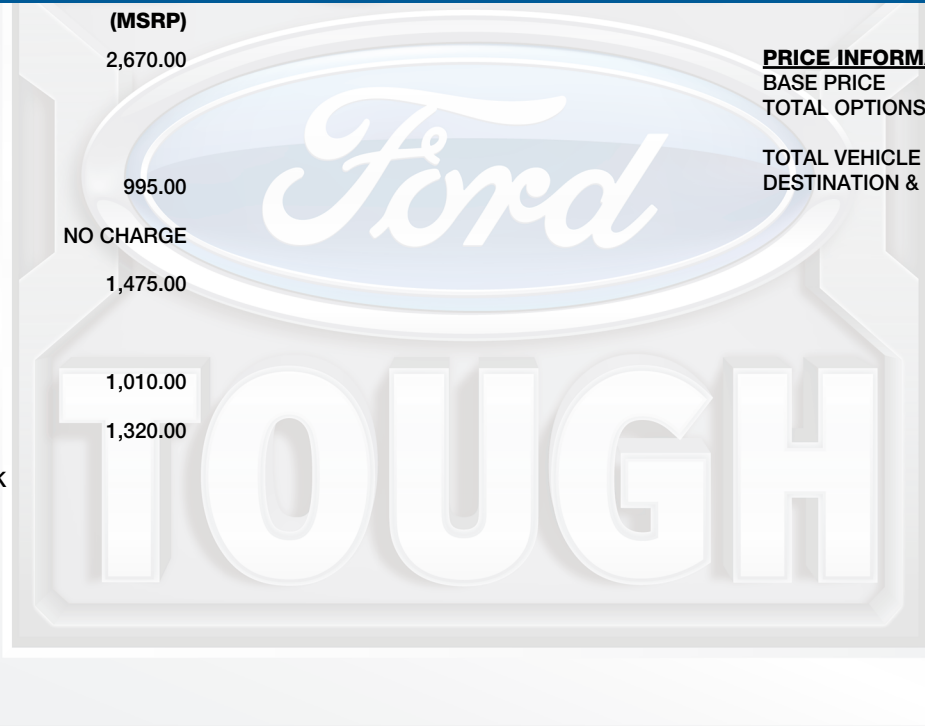 (MSRP)
2,670.00
995.00
NO CHARGE
1,475.00
1,010.00
1,320.00
K
PRICE INFORMA
BASE PRICE
TOTAL OPTIONS
TOTAL VEHICLE
DESTINATION &
Ford
TOUGH